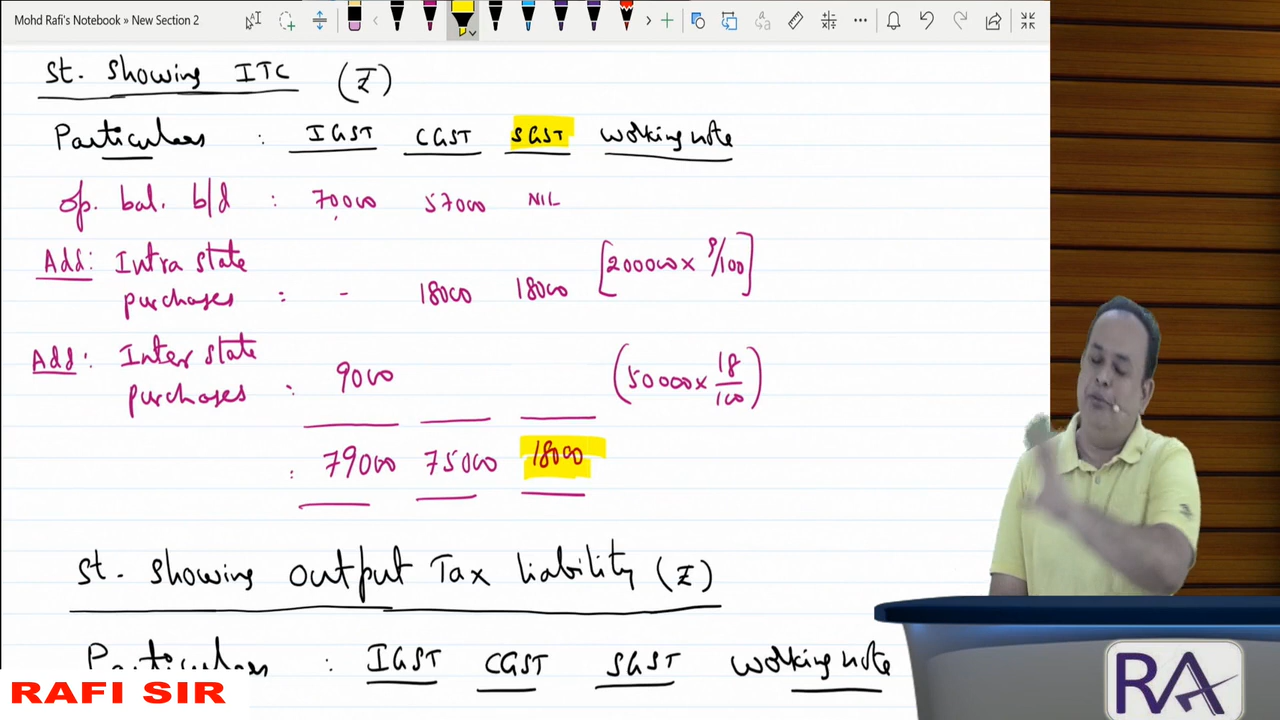 Mohd Rafi's Notebook » New Section 2
St. Showing ITC (₹)
Particulars : IGST CGST SGST Working note
op. bal. b/d : 70000 57000 NIL
Add: Intra state
purchases : - 18000 18000 [200000 x 9/100]
Add: Inter state
purchases : 9000 (50000 x 18/100)
: 79000 75000 18000
St. Showing Output Tax liability (₹)
Particulars : IGST CGST SGST Working note
RAFI SIR
RA